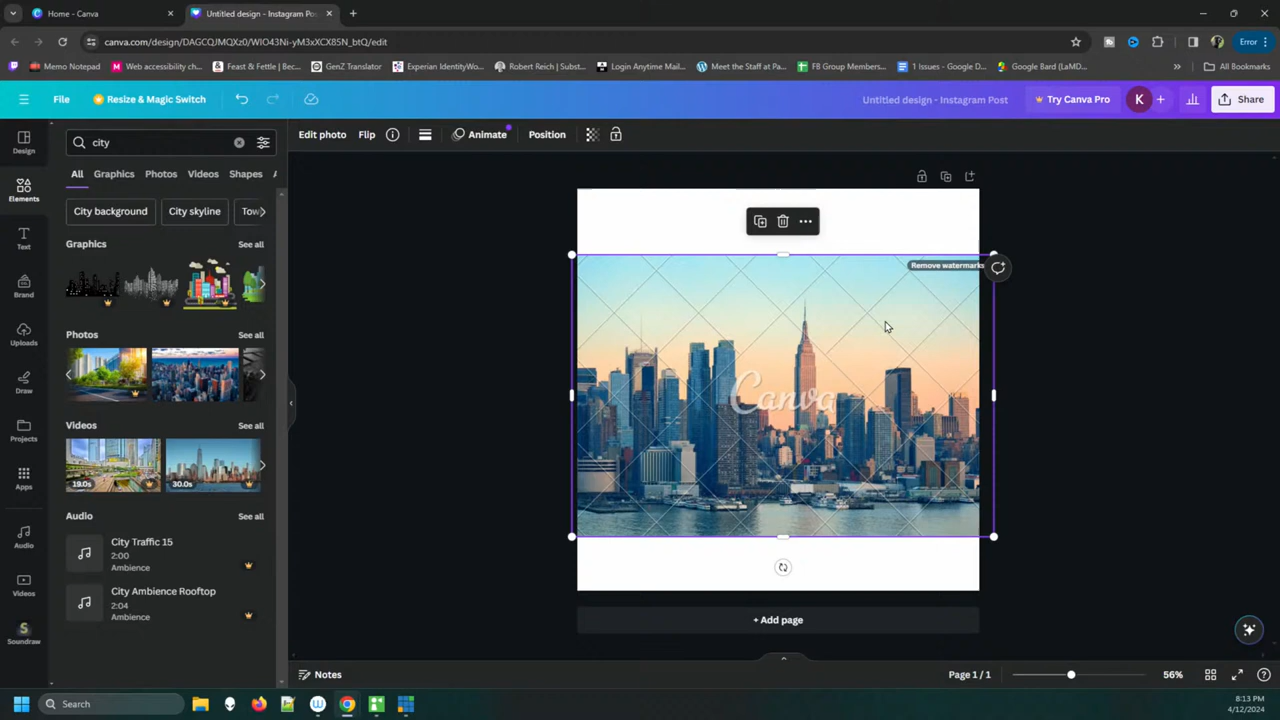 Home - Canva
Untitled design - Instagram Pos
canva.com/design/DAGCQJMQXz0/WIO43Ni-yM3xXCX85N_btQ/edit
Error
Memo Notepad
Web accessibility ch...
Feast & Fettle | Bec...
GenZ Translator
Experian IdentityWo...
Robert Reich | Subst...
Login Anytime Mail...
Meet the Staff at Pa...
FB Group Members...
1 Issues - Google D...
Google Bard (LaMD...
All Bookmarks
File
Resize & Magic Switch
Untitled design - Instagram Post
Try Canva Pro
K
Share
Design
Elements
Text
Brand
Uploads
Draw
Projects
Apps
Audio
Videos
Soundraw
city
All
Graphics
Photos
Videos
Shapes
A
City background
City skyline
Tow
Graphics
See all
Photos
See all
Videos
See all
19.0s
30.0s
Audio
See all
City Traffic 15
2:00
Ambience
City Ambience Rooftop
2:04
Ambience
Edit photo
Flip
Animate
Position
Remove watermarks
Canva
+ Add page
Notes
Page 1 / 1
56%
Search
8:13 PM
4/12/2024